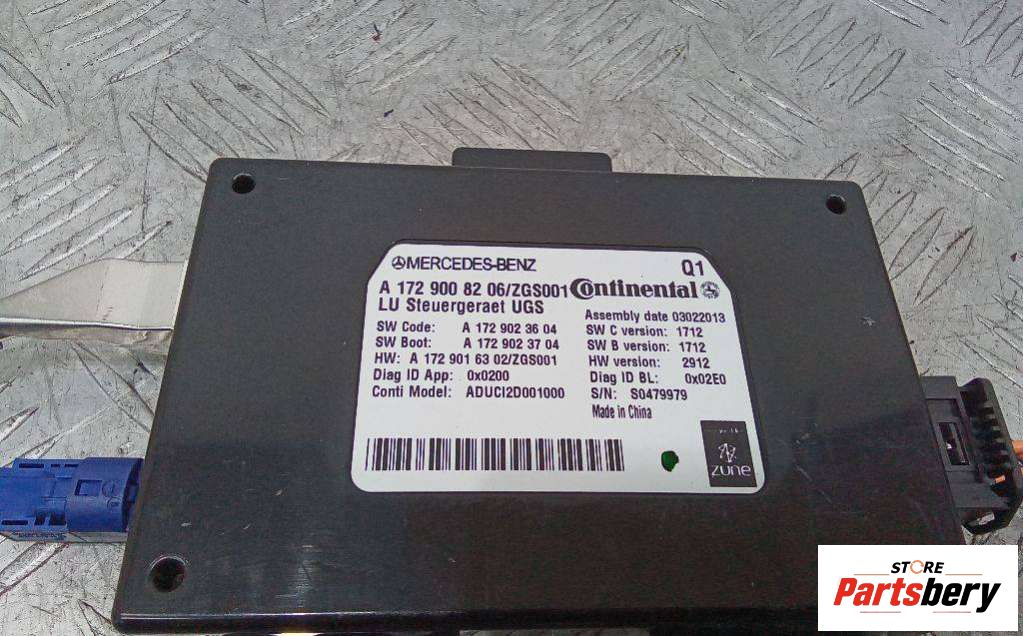 MERCEDES-BENZ
Q1
A 172 900 82 06/ZGS001
Continental
LU Steuergeraet UGS
Assembly date 03022013
SW Code: A 172 902 36 04
SW C version: 1712
SW Boot: A 172 902 37 04
SW B version: 1712
HW: A 172 901 63 02/ZGS001
HW version: 2912
Diag ID App: 0x0200
Diag ID BL: 0x02E0
Conti Model: ADUCI2D001000
S/N: S0479979
Made in China
zune
STORE
Partsbery